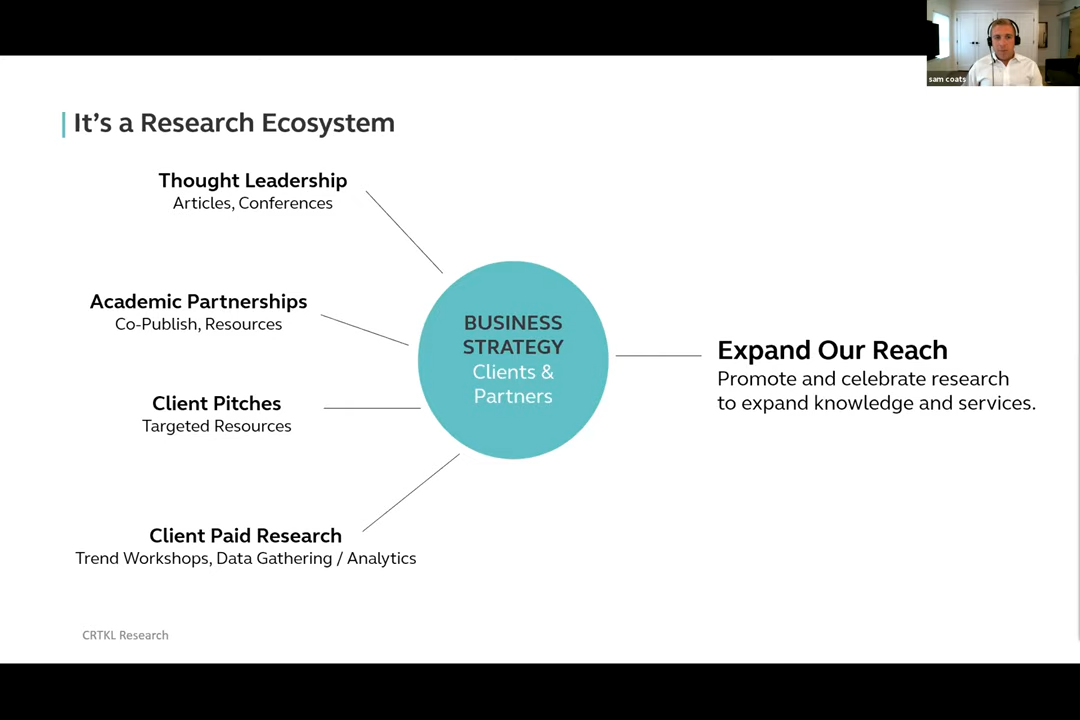 sam coats
It's a Research Ecosystem
Thought Leadership
Articles, Conferences
Academic Partnerships
Co-Publish, Resources
Client Pitches
Targeted Resources
Client Paid Research
Trend Workshops, Data Gathering / Analytics
BUSINESS
STRATEGY
Clients &
Partners
Expand Our Reach
Promote and celebrate research
to expand knowledge and services.
CRTKL Research